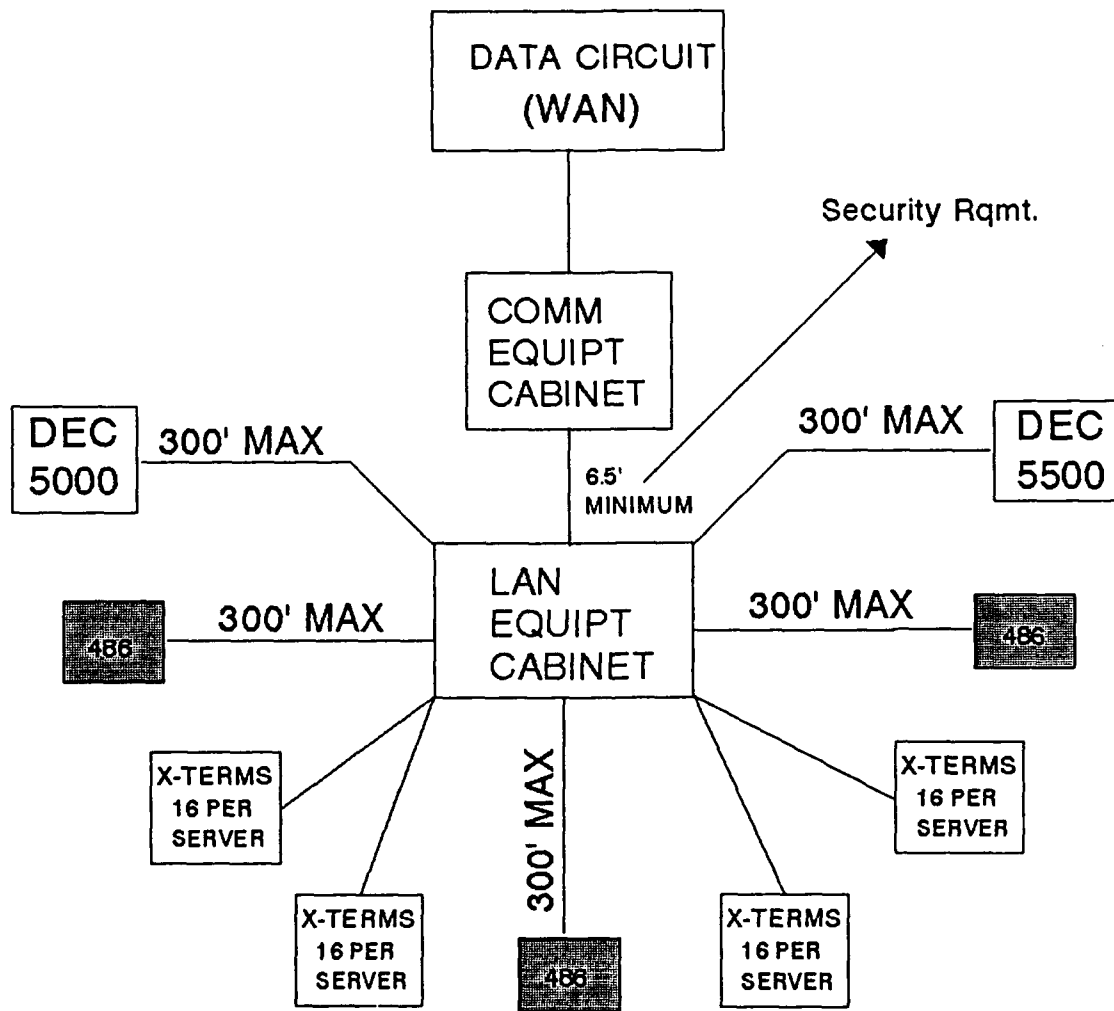 DATA CIRCUIT
(WAN)
Security Rqmt.
COMM
EQUIPT
CABINET
DEC
5000
300' MAX
300' MAX
DEC
5500
6.5'
MINIMUM
LAN
EQUIPT
CABINET
486
300' MAX
300' MAX
486
X-TERMS
16 PER
SERVER
X-TERMS
16 PER
SERVER
300' MAX
X-TERMS
16 PER
SERVER
X-TERMS
16 PER
SERVER
486